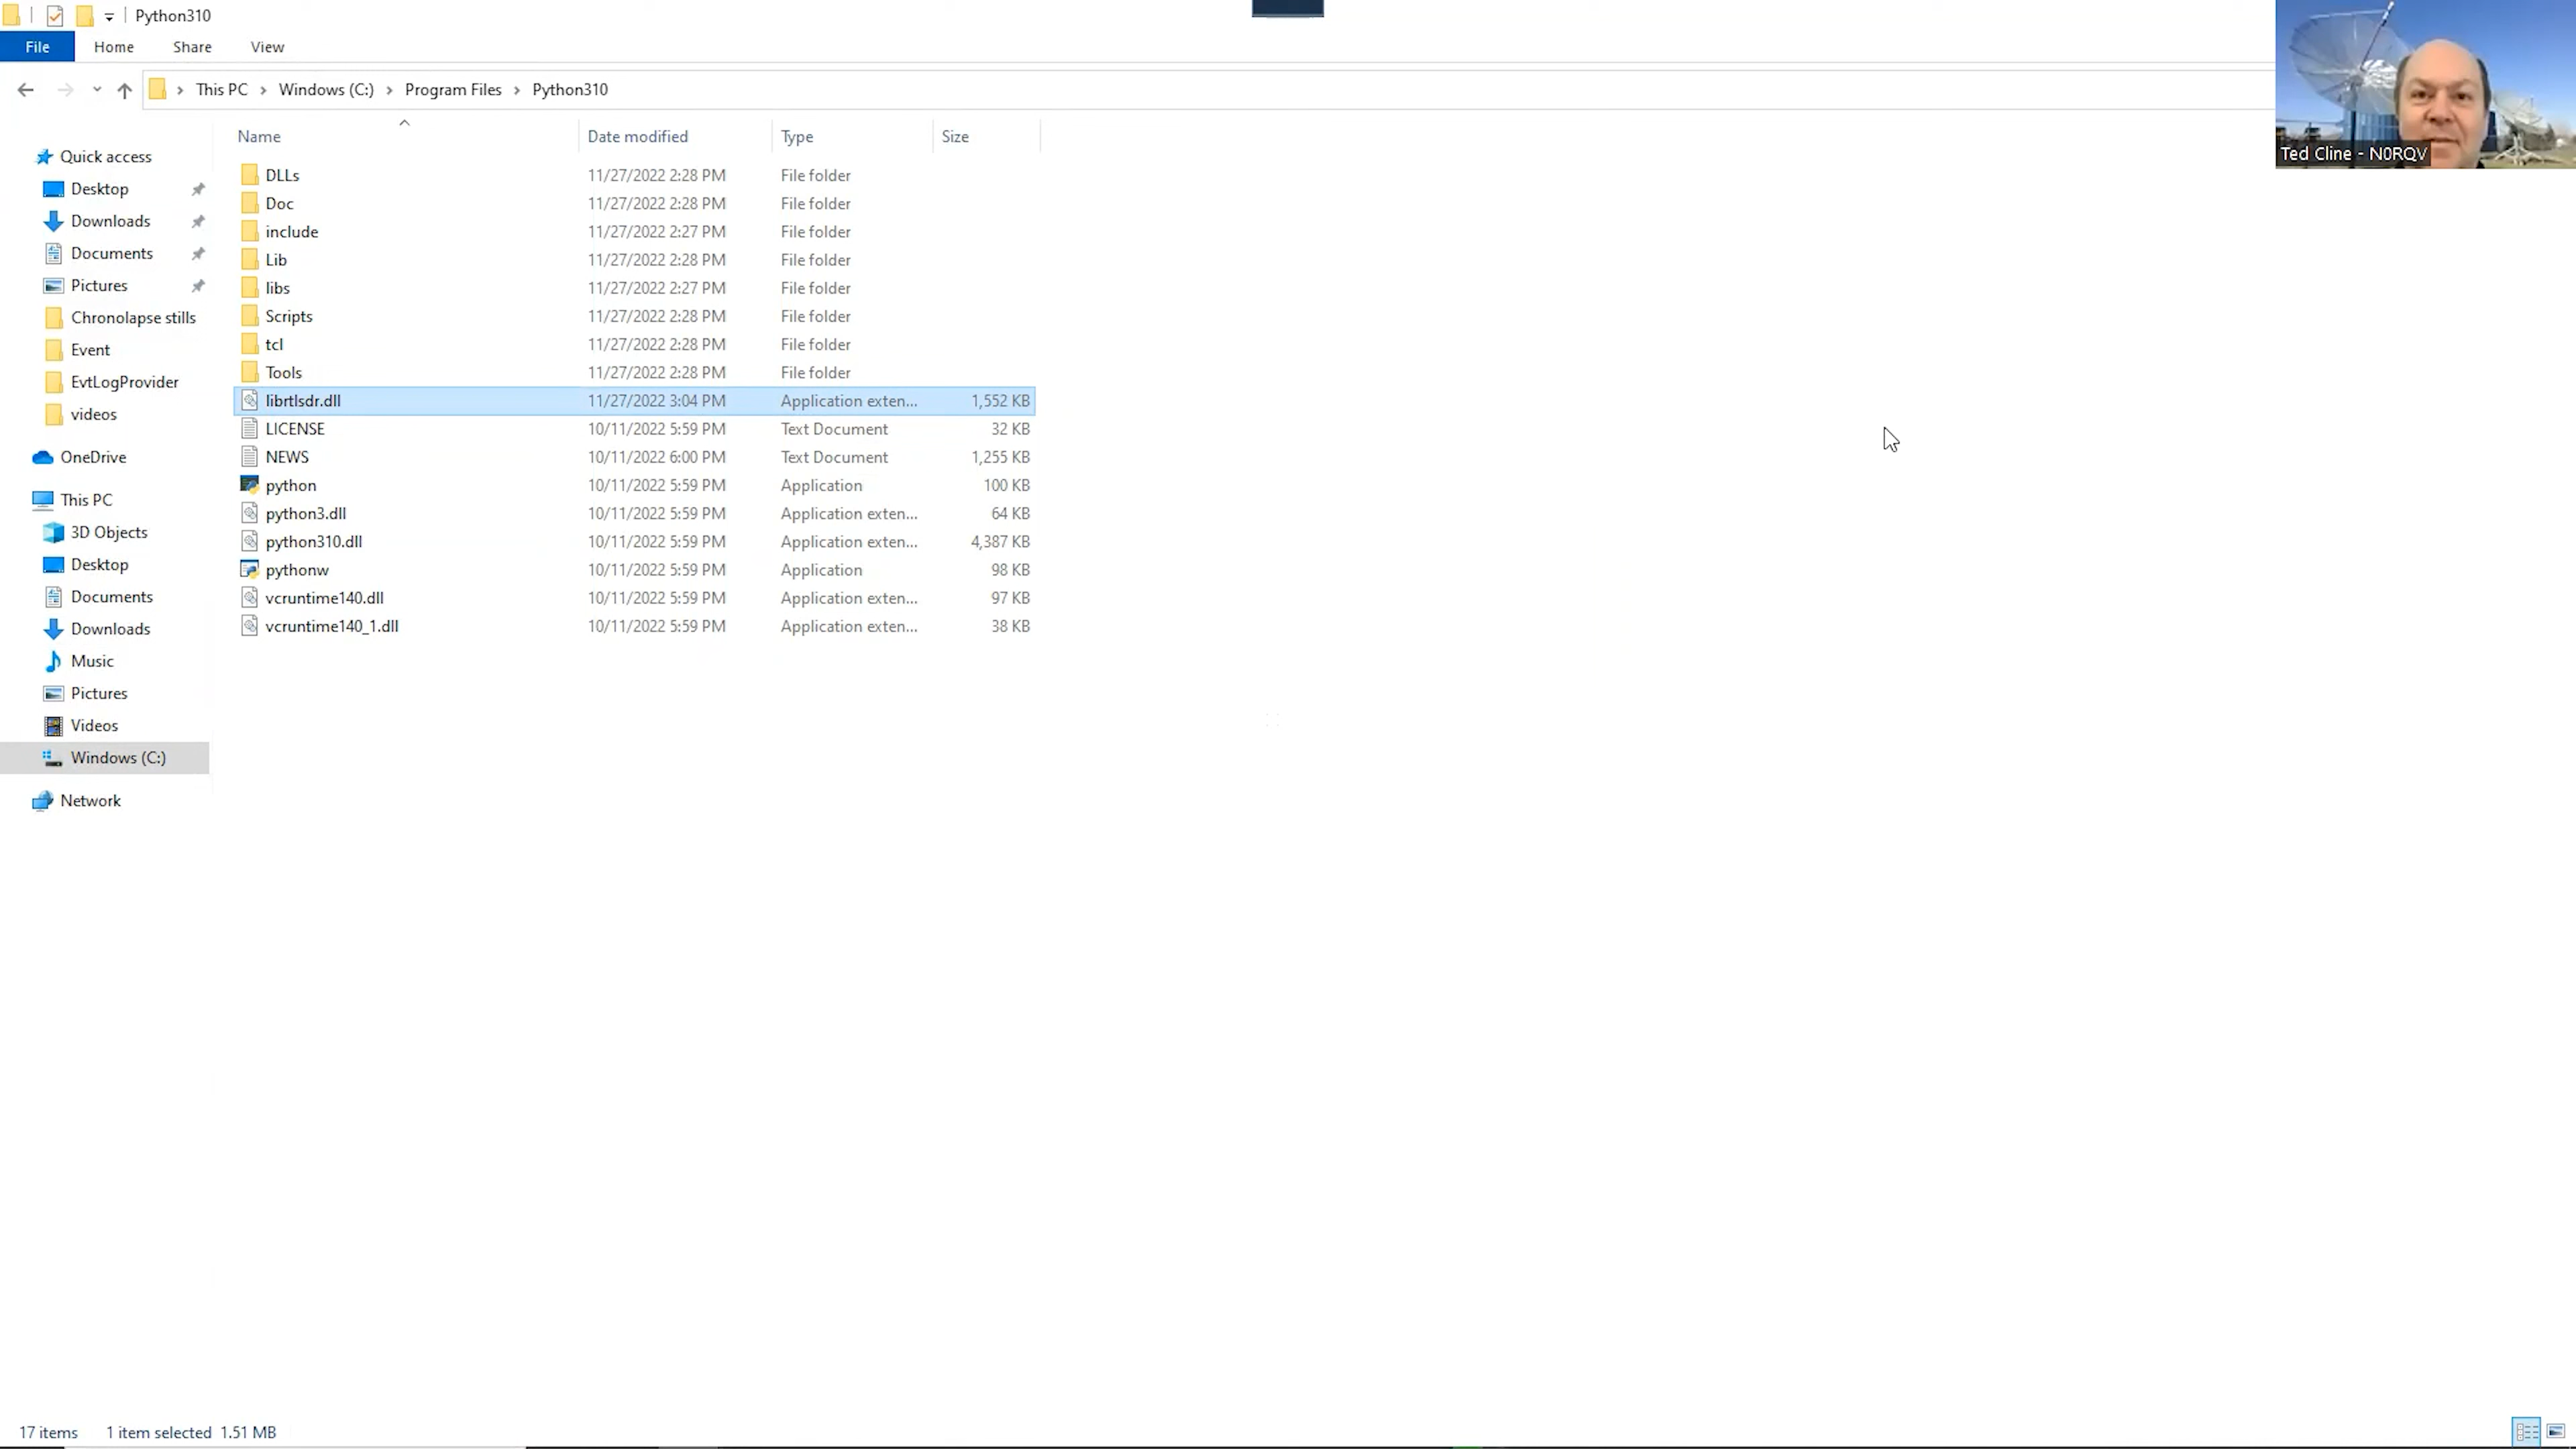 Python310
File Home Share View
This PC Windows (C:) Program Files Python310
Name Date modified Type Size
Quick access
Desktop
Downloads
Documents
Pictures
Chronolapse stills
Event
EvtLogProvider
videos
OneDrive
This PC
3D Objects
Desktop
Documents
Downloads
Music
Pictures
Videos
Windows (C:)
Network
DLLs 11/27/2022 2:28 PM File folder
Doc 11/27/2022 2:28 PM File folder
include 11/27/2022 2:27 PM File folder
Lib 11/27/2022 2:28 PM File folder
libs 11/27/2022 2:27 PM File folder
Scripts 11/27/2022 2:28 PM File folder
tcl 11/27/2022 2:28 PM File folder
Tools 11/27/2022 2:28 PM File folder
librtlsdr.dll 11/27/2022 3:04 PM Application exten... 1,552 KB
LICENSE 10/11/2022 5:59 PM Text Document 32 KB
NEWS 10/11/2022 6:00 PM Text Document 1,255 KB
python 10/11/2022 5:59 PM Application 100 KB
python3.dll 10/11/2022 5:59 PM Application exten... 64 KB
python310.dll 10/11/2022 5:59 PM Application exten... 4,387 KB
pythonw 10/11/2022 5:59 PM Application 98 KB
vcruntime140.dll 10/11/2022 5:59 PM Application exten... 97 KB
vcruntime140_1.dll 10/11/2022 5:59 PM Application exten... 38 KB
Ted Cline - N0RQV
17 items 1 item selected 1.51 MB